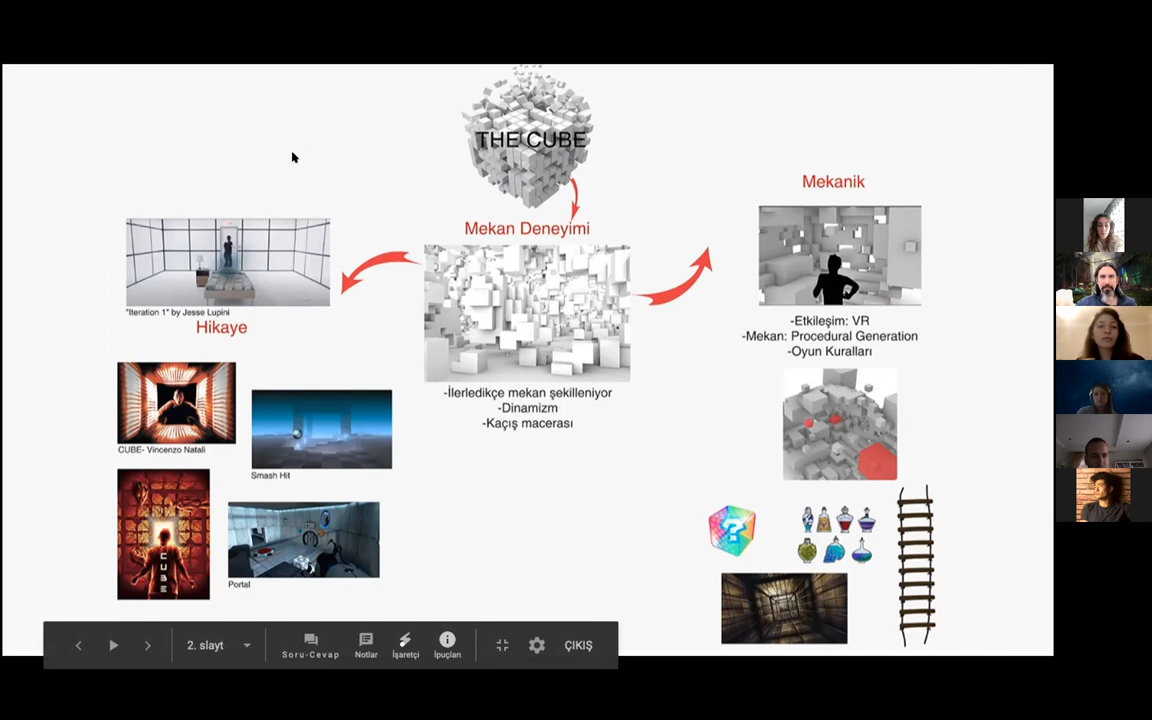 THE CUBE
Mekan Deneyimi
Mekanik
"Iteration 1" by Jesse Lupini
Hikaye
-Etkileşim: VR
-Mekan: Procedural Generation
-Oyun Kuralları
-İlerledikçe mekan şekilleniyor
-Dinamizm
-Kaçış macerası
CUBE- Vincenzo Natali
Smash Hit
CUBE
Portal
?
2. slayt
Soru-Cevap
Notlar
İşaretçi
İpuçları
ÇIKIŞ